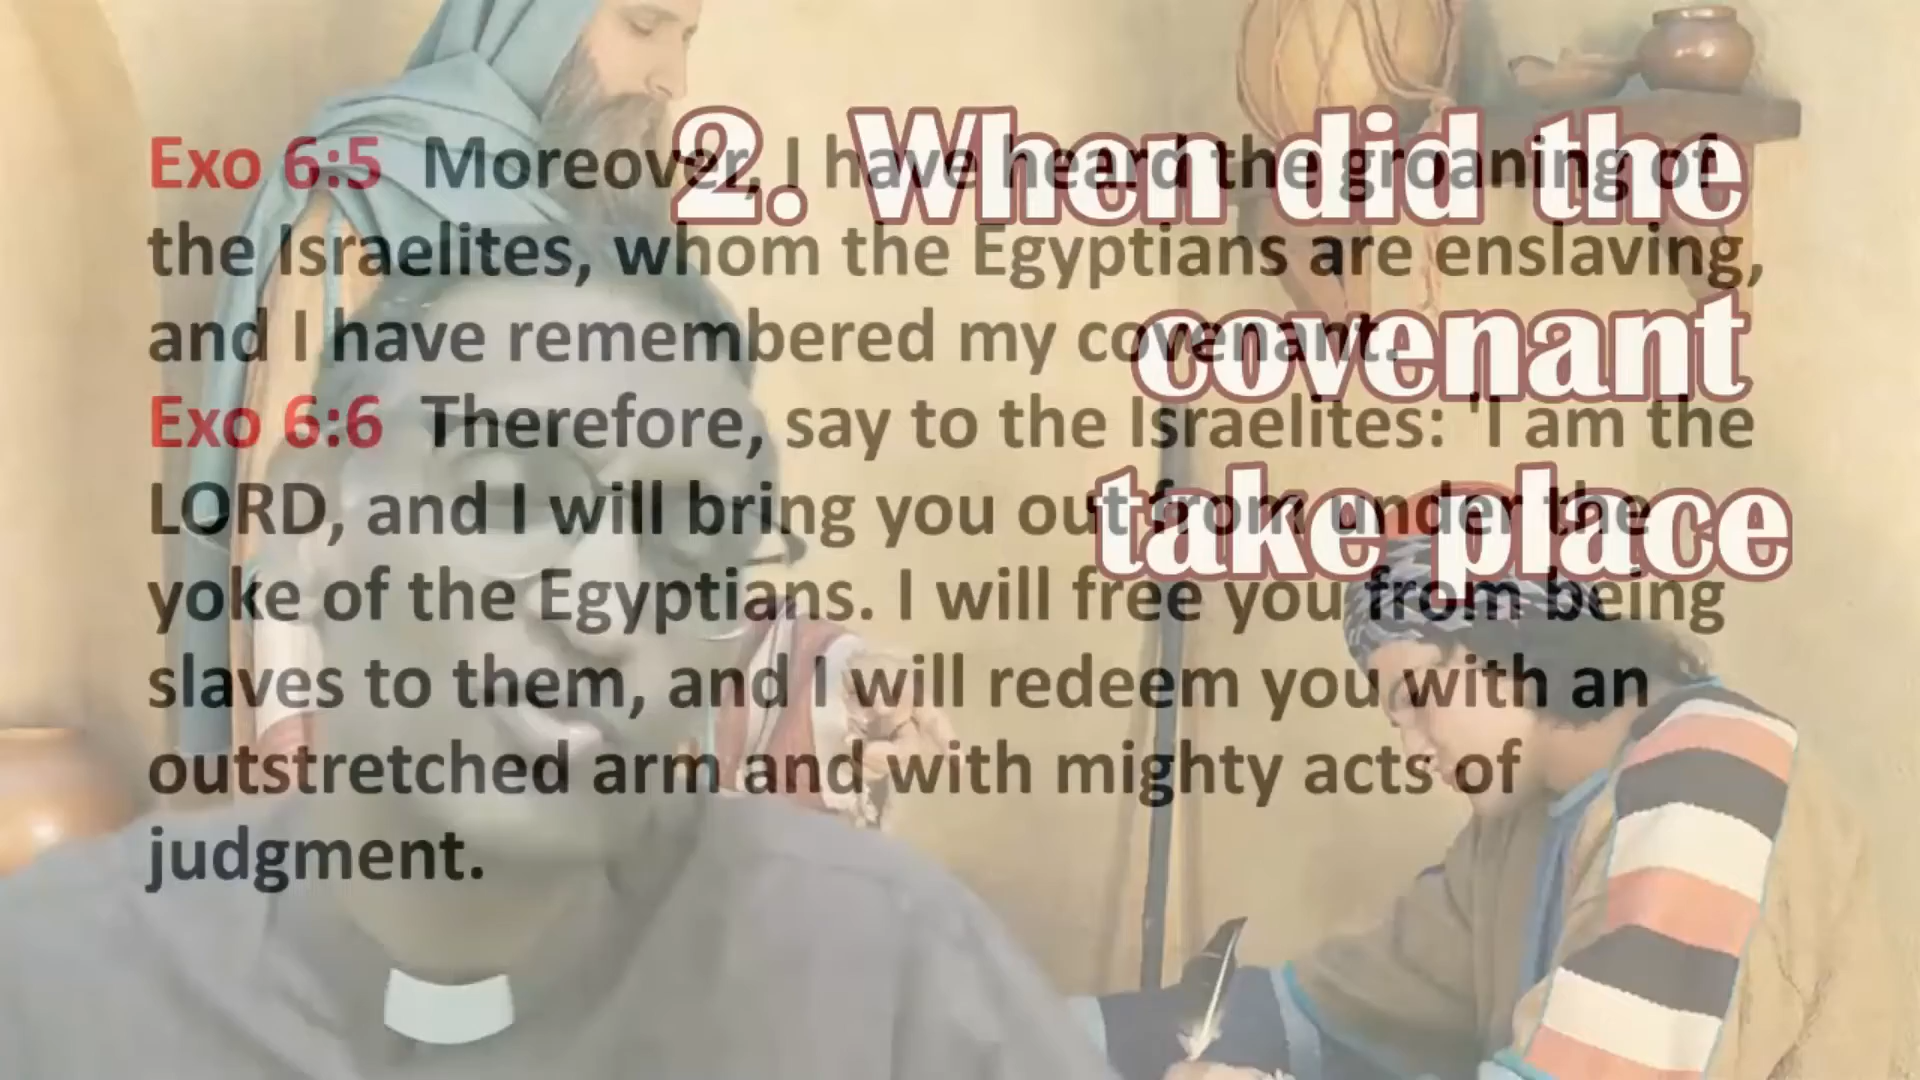 2. When did the
covenant
take place
Exo 6:5 Moreover, I have heard the groaning of
the Israelites, whom the Egyptians are enslaving,
and I have remembered my covenant.
Exo 6:6 Therefore, say to the Israelites: 'I am the
LORD, and I will bring you out from under the
yoke of the Egyptians. I will free you from being
slaves to them, and I will redeem you with an
outstretched arm and with mighty acts of
judgment.